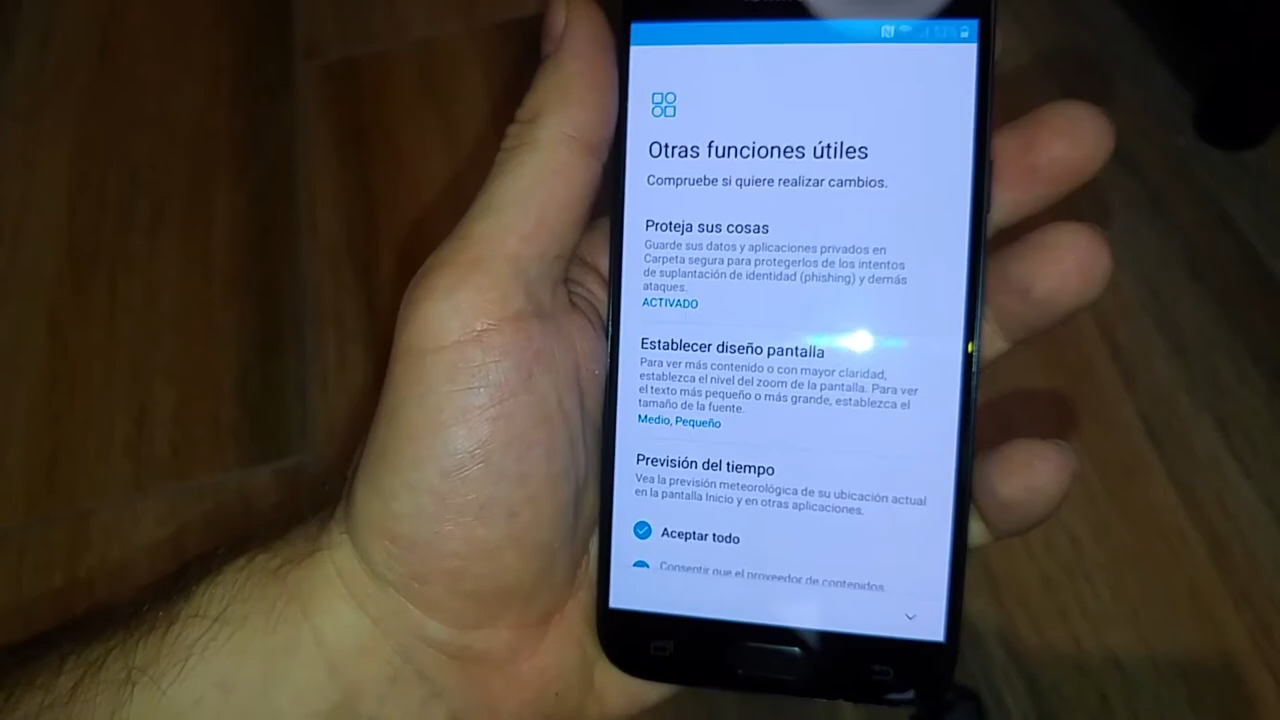 Otras funciones útiles
Compruebe si quiere realizar cambios.
Proteja sus cosas
Guarde sus datos y aplicaciones privados en
Carpeta segura para protegerlos de los intentos
de suplantación de identidad (phishing) y demás
ataques.
ACTIVADO
Establecer diseño pantalla
Para ver más contenido o con mayor claridad,
establezca el nivel del zoom de la pantalla. Para ver
el texto más pequeño o más grande, establezca el
tamaño de la fuente.
Medio, Pequeño
Previsión del tiempo
Vea la previsión meteorológica de su ubicación actual
en la pantalla Inicio y en otras aplicaciones.
Aceptar todo
Consentir que el proveedor de contenidos